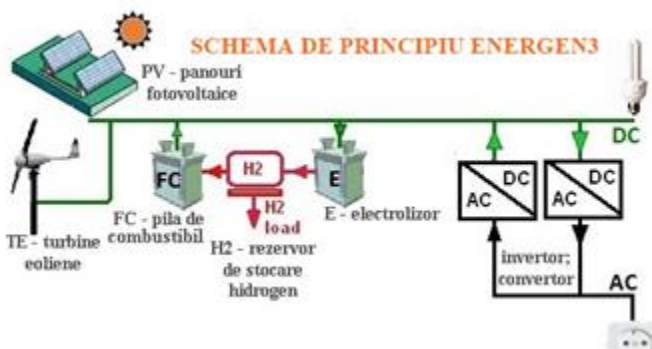 SCHEMA DE PRINCIPIU ENERGEN3
PV - panouri
fotovoltaice
DC
FC
H2
E
H2
load
FC - pila de
combustibil
E - electrolizor
TE - turbine
eoliene
H2 - rezervor
de stocare
hidrogen
DC
AC
DC
AC
invertor;
convertor
AC